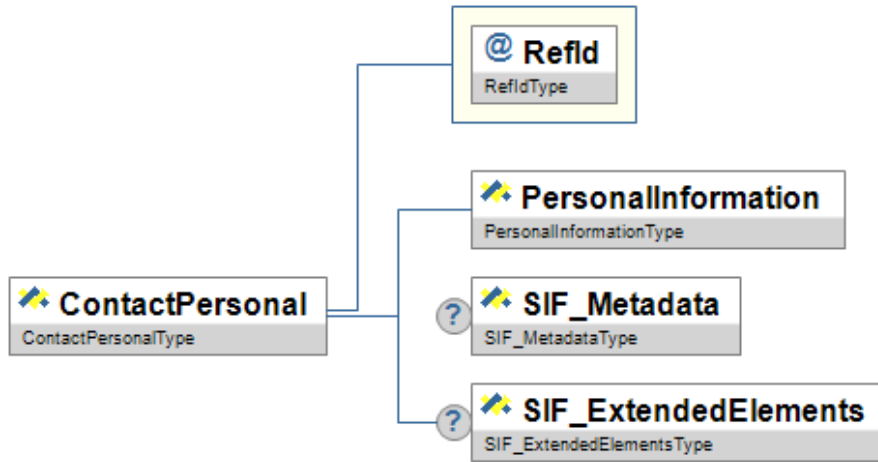 @ RefId
RefIdType
PersonalInformation
PersonalInformationType
ContactPersonal
ContactPersonalType
? SIF_Metadata
SIF_MetadataType
? SIF_ExtendedElements
SIF_ExtendedElementsType